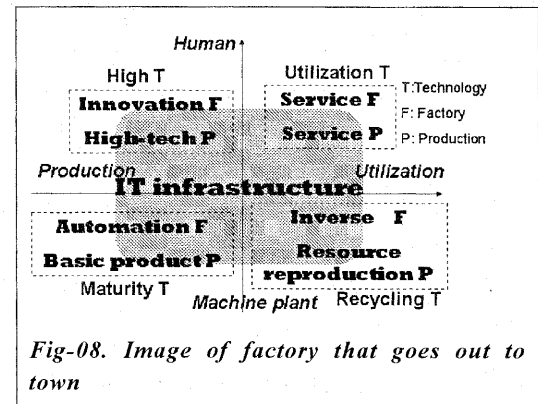 Human
High T
Utilization T
T:Technology
Innovation F
Service F
F: Factory
High-tech P
Service P
P: Production
Production
Utilization
IT infrastructure
Automation F
Inverse F
Basic product P
Resource
reproduction P
Maturity T
Machine plant
Recycling T
Fig-08. Image of factory that goes out to
town